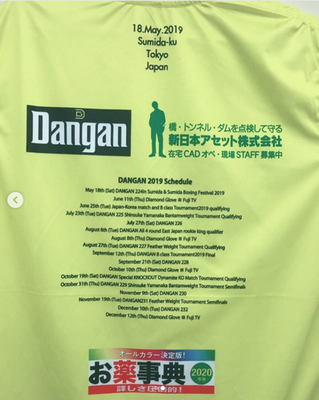 18.May.2019
Sumida-ku
Tokyo
Japan
D
Dangan
橋・トンネル・ダムを点検して守る
新日本アセット株式会社
在宅CADオペ・現場STAFF募集中
DANGAN 2019 Schedule
May 18th (Sat) DANGAN 224in Sumida & Sumida Boxing Festival 2019
June 11th (Thu) Diamond Glove ※ Fuji TV
June 25th (Tue) Japan-Korea match and B class Tournament2019 qualifying
July 23th (Tue) DANGAN 225 Shinsuke Yamanaka Bantamweight Tournament Qualifying
July 27th (Sat) DANGAN 226
August 8th (Thu) All 4 round East Japan rookie king qualifier
August 8th (Thu) Diamond Glove ※ Fuji TV
August 27th (Tue) DANGAN 227 Feather Weight Tournament Qualifying
September 12th (Thu) DANGAN B class Tournament2019 Final
September 21th (Sat) DANGAN 228
October 10th (Thu) Diamond Glove ※ Fuji TV
October 19th (Sat) DANGAN Special KNOCKOUT Dynamite KO Match Tournament Qualifying
October 31th (Thu) DANGAN 229 Shinsuke Yamanaka Bantamweight Tournament Semifinals
November 9th (Sat) DANGAN 230
November 19th (Tue) DANGAN231 Feather Weight Tournament Semifinals
December 10th (Tue) DANGAN 232
December 12th (Thu) Diamond Glove ※ Fuji TV
オールカラー決定版!
お薬事典
2020
年版
詳しさ圧倒的!